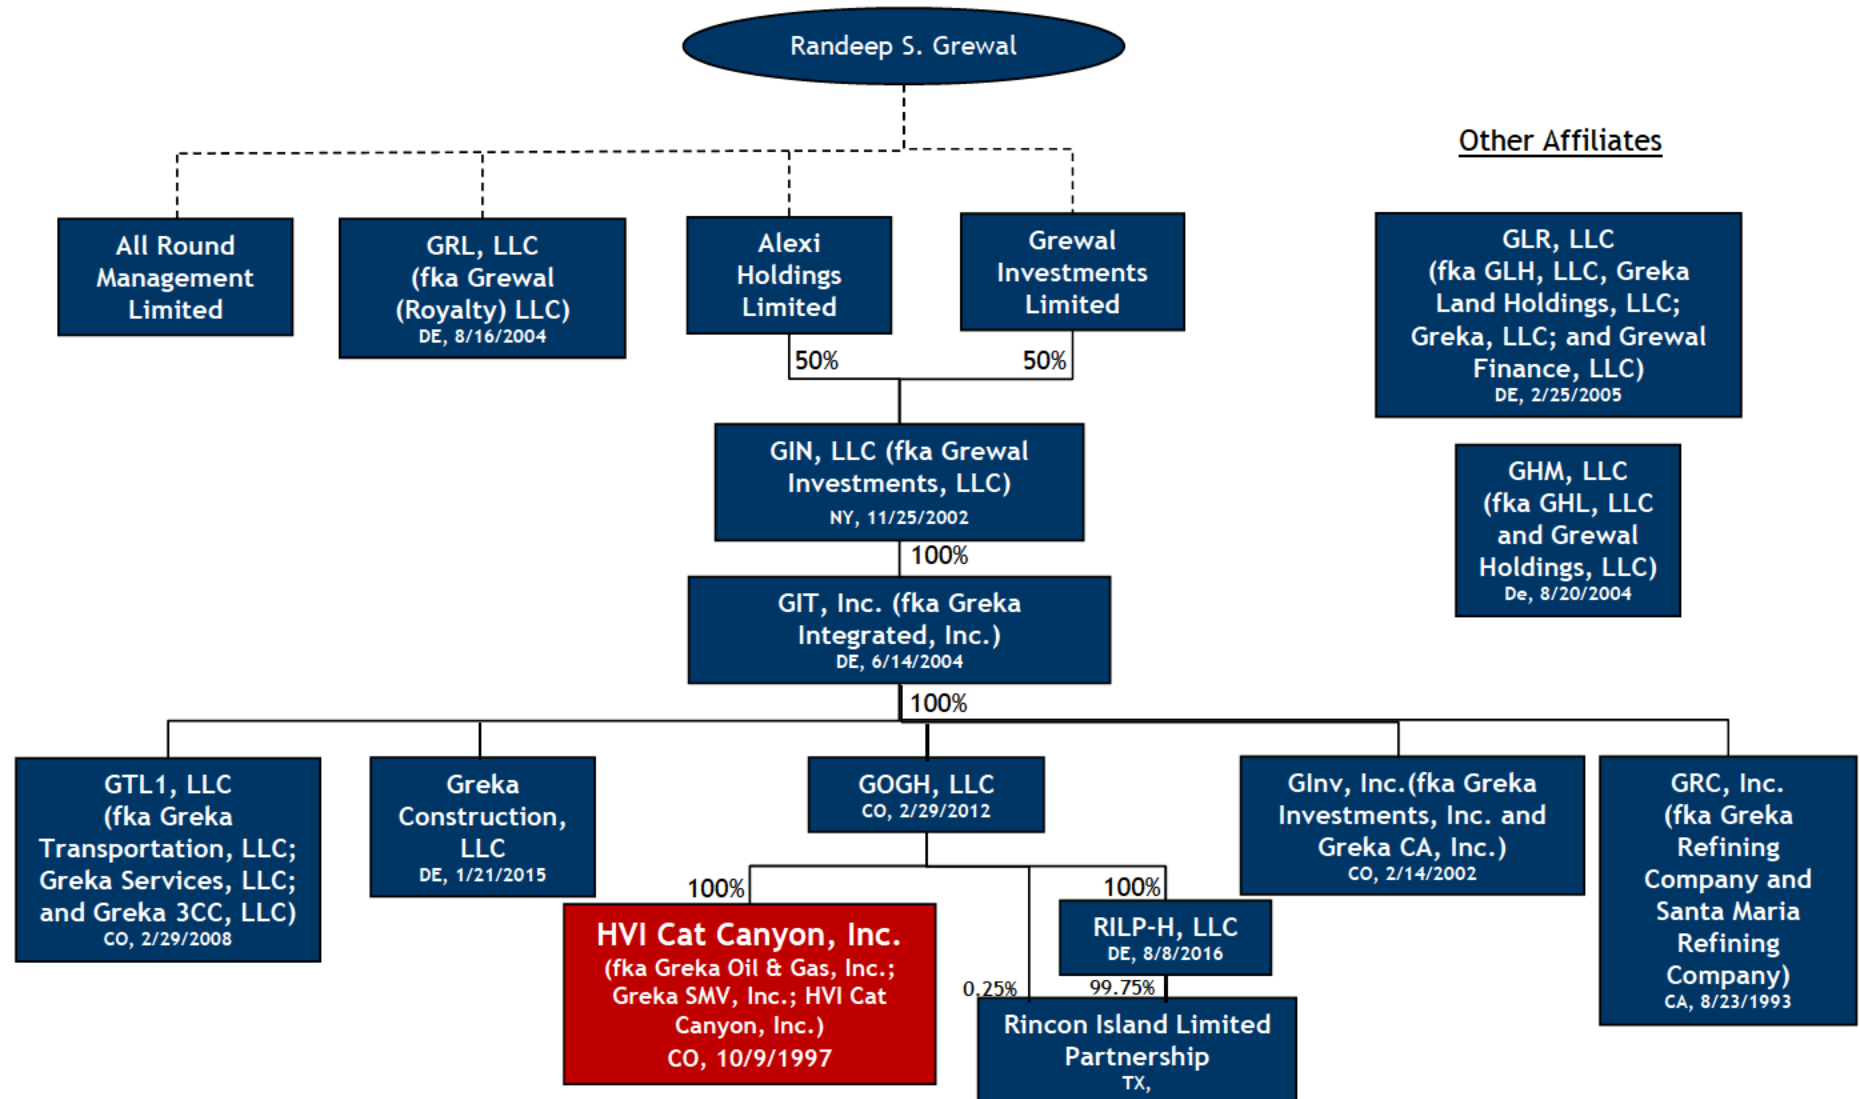 Randeep S. Grewal
Other Affiliates
All Round
Management
Limited
GRL, LLC
(fka Grewal
(Royalty) LLC)
DE, 8/16/2004
Alexi
Holdings
Limited
Grewal
Investments
Limited
GLR, LLC
(fka GLH, LLC, Greka
Land Holdings, LLC;
Greka, LLC; and Grewal
Finance, LLC)
DE, 2/25/2005
50%
50%
GIN, LLC (fka Grewal
Investments, LLC)
NY, 11/25/2002
GHM, LLC
(fka GHL, LLC
and Grewal
Holdings, LLC)
De, 8/20/2004
100%
GIT, Inc. (fka Greka
Integrated, Inc.)
DE, 6/14/2004
100%
GTL1, LLC
(fka Greka
Transportation, LLC;
Greka Services, LLC;
and Greka 3CC, LLC)
CO, 2/29/2008
Greka
Construction,
LLC
DE, 1/21/2015
GOGH, LLC
CO, 2/29/2012
GInv, Inc.(fka Greka
Investments, Inc. and
Greka CA, Inc.)
CO, 2/14/2002
GRC, Inc.
(fka Greka
Refining
Company and
Santa Maria
Refining
Company)
CA, 8/23/1993
100%
100%
HVI Cat Canyon, Inc.
(fka Greka Oil & Gas, Inc.;
Greka SMV, Inc.; HVI Cat
Canyon, Inc.)
CO, 10/9/1997
RILP-H, LLC
DE, 8/8/2016
0.25%
99.75%
Rincon Island Limited
Partnership
TX,